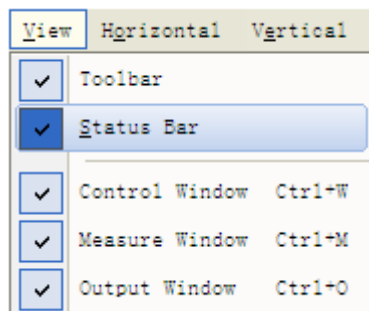 View Horizontal Vertical
Toolbar
Status Bar
Control Window Ctrl+W
Measure Window Ctrl+M
Output Window Ctrl+O